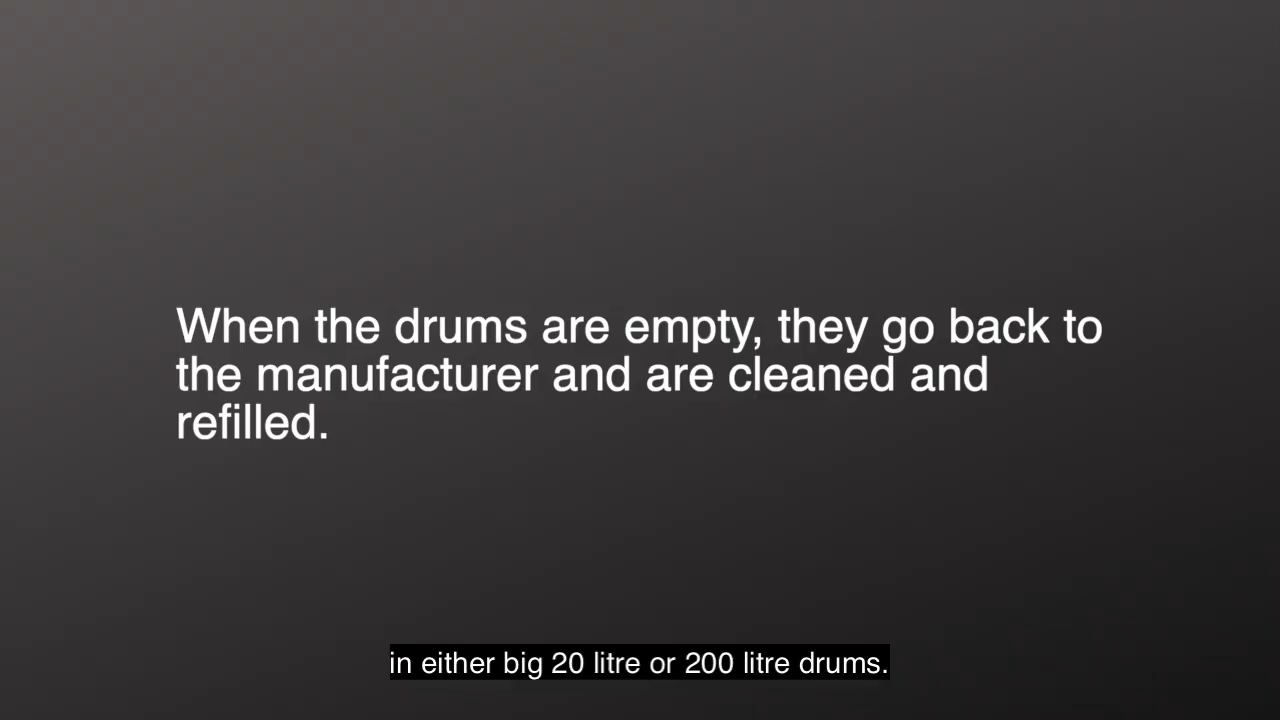 When the drums are empty, they go back to
the manufacturer and are cleaned and
refilled.
in either big 20 litre or 200 litre drums.